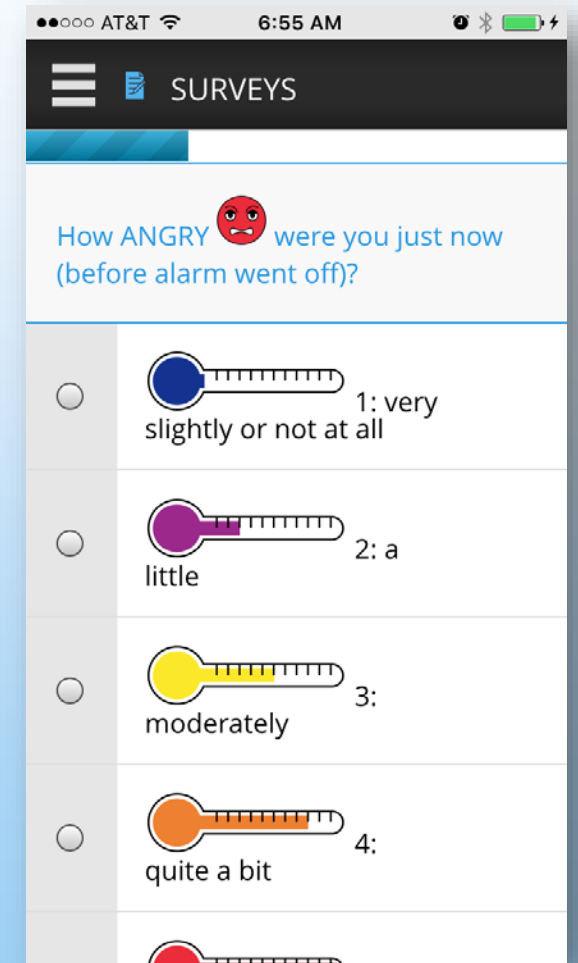 AT&T 6:55 AM
SURVEYS
How ANGRY were you just now
(before alarm went off)?
1: very
slightly or not at all
2: a
little
3:
moderately
4:
quite a bit